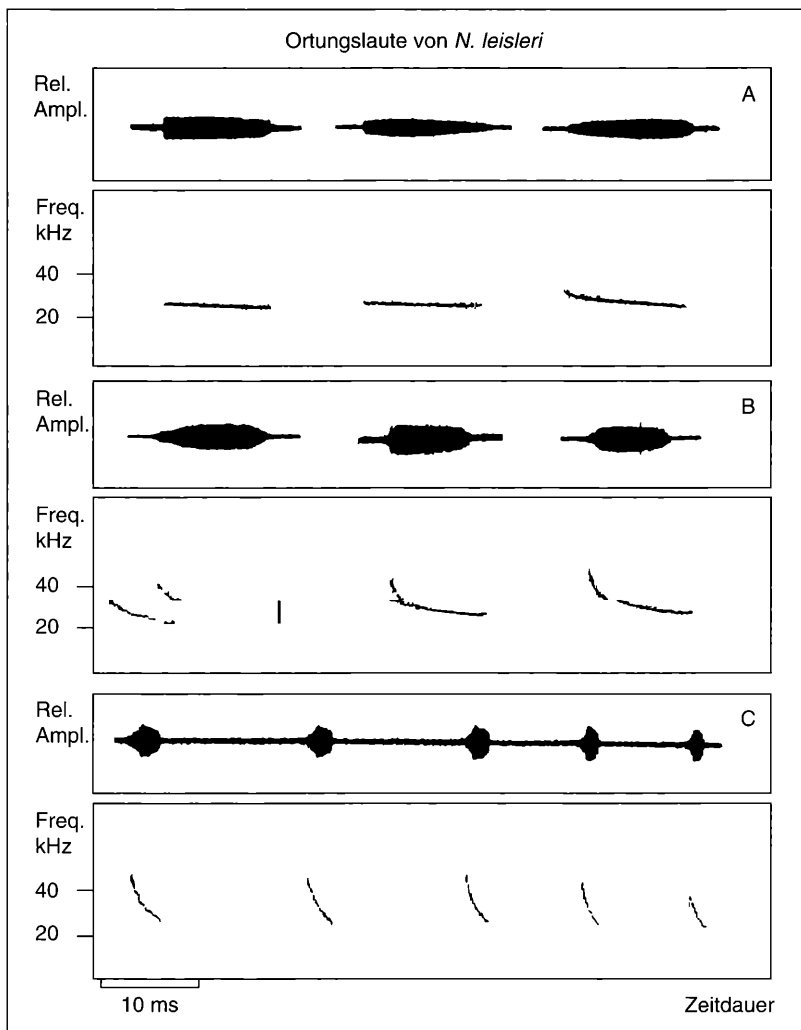 Ortungslaute von N. leisleri
Rel.
Ampl.
A
Freq.
kHz
40
20
Rel.
Ampl.
B
Freq.
kHz
40
20
Rel.
Ampl.
C
Freq.
kHz
40
20
10 ms
Zeitdauer